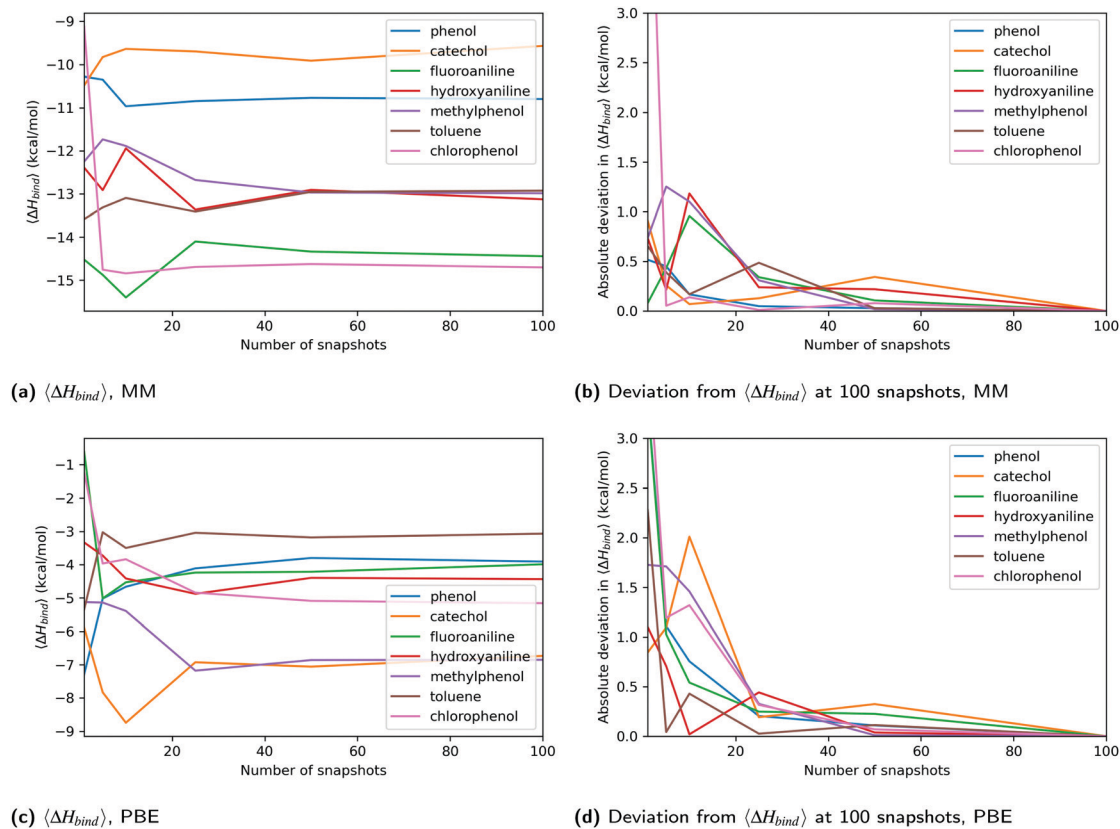 −9
−10
−11
−12
−13
−14
−15
⟨ΔH_bind⟩ (kcal/mol)
phenol
catechol
fluoroaniline
hydroxyaniline
methylphenol
toluene
chlorophenol
20 40 60 80 100
Number of snapshots
(a) ⟨ΔH_bind⟩, MM
3.0
2.5
2.0
1.5
1.0
0.5
0.0
Absolute deviation in ⟨ΔH_bind⟩ (kcal/mol)
phenol
catechol
fluoroaniline
hydroxyaniline
methylphenol
toluene
chlorophenol
20 40 60 80 100
Number of snapshots
(b) Deviation from ⟨ΔH_bind⟩ at 100 snapshots, MM
−1
−2
−3
−4
−5
−6
−7
−8
−9
⟨ΔH_bind⟩ (kcal/mol)
phenol
catechol
fluoroaniline
hydroxyaniline
methylphenol
toluene
chlorophenol
20 40 60 80 100
Number of snapshots
(c) ⟨ΔH_bind⟩, PBE
3.0
2.5
2.0
1.5
1.0
0.5
0.0
Absolute deviation in ⟨ΔH_bind⟩ (kcal/mol)
phenol
catechol
fluoroaniline
hydroxyaniline
methylphenol
toluene
chlorophenol
20 40 60 80 100
Number of snapshots
(d) Deviation from ⟨ΔH_bind⟩ at 100 snapshots, PBE